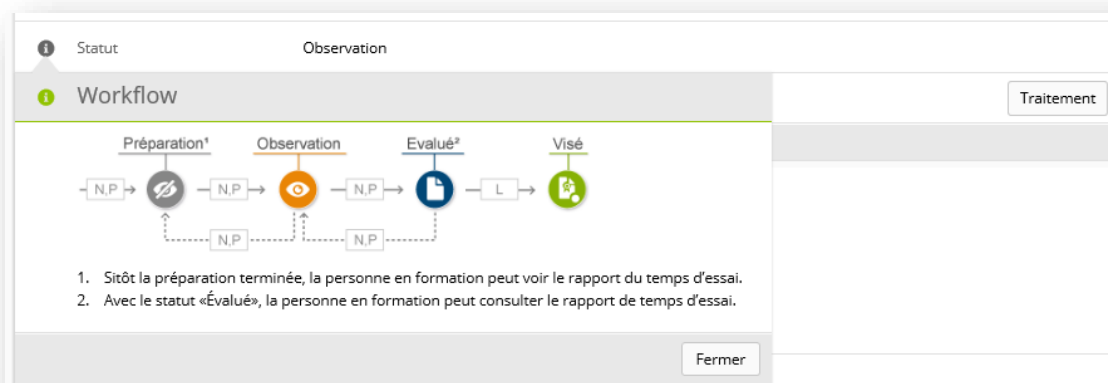 Statut Observation
Workflow
Traitement
Préparation¹ Observation Evalué² Visé
N,P N,P N,P L
N,P N,P
1. Sitôt la préparation terminée, la personne en formation peut voir le rapport du temps d'essai.
2. Avec le statut «Évalué», la personne en formation peut consulter le rapport de temps d'essai.
Fermer